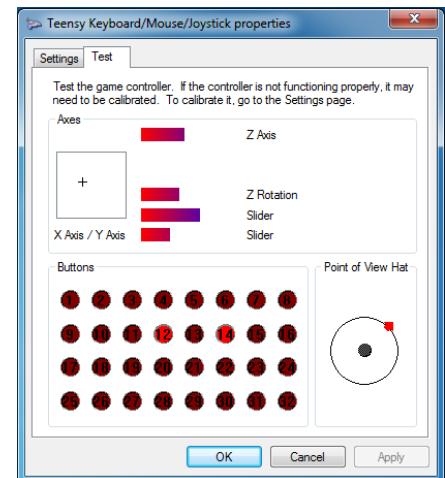 Teensy Keyboard/Mouse/Joystick properties
Settings Test
Test the game controller. If the controller is not functioning properly, it may
need to be calibrated. To calibrate it, go to the Settings page.
Axes
Z Axis
Z Rotation
Slider
X Axis / Y Axis Slider
Buttons Point of View Hat
1 2 3 4 5 6 7 8
9 10 11 12 13 14 15 16
17 18 19 20 21 22 23 24
25 26 27 28 29 30 31 32
OK Cancel Apply